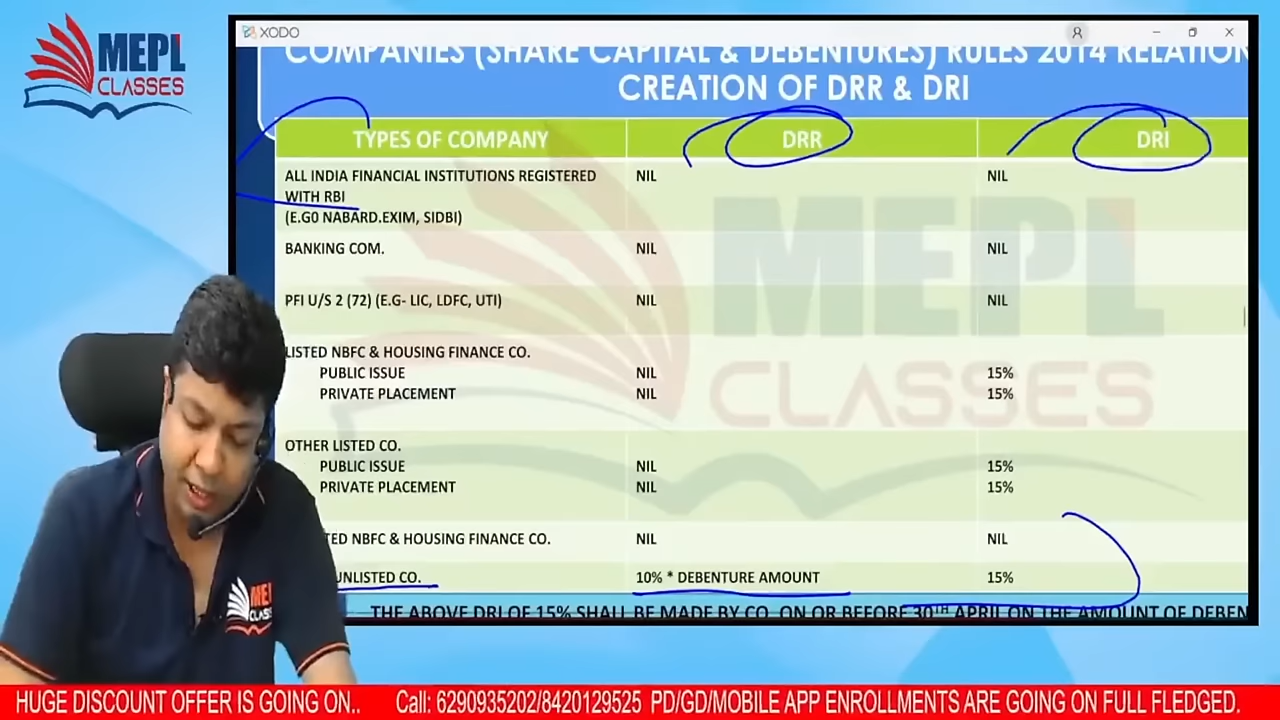 MEPL
CLASSES
XODO
COMPANIES (SHARE CAPITAL & DEBENTURES) RULES 2014 RELATION
CREATION OF DRR & DRI
TYPES OF COMPANY DRR DRI
ALL INDIA FINANCIAL INSTITUTIONS REGISTERED NIL NIL
WITH RBI
(E.G0 NABARD.EXIM, SIDBI)
BANKING COM. NIL NIL
PFI U/S 2 (72) (E.G- LIC, LDFC, UTI) NIL NIL
LISTED NBFC & HOUSING FINANCE CO.
PUBLIC ISSUE NIL 15%
PRIVATE PLACEMENT NIL 15%
OTHER LISTED CO.
PUBLIC ISSUE NIL 15%
PRIVATE PLACEMENT NIL 15%
TED NBFC & HOUSING FINANCE CO. NIL NIL
UNLISTED CO. 10% * DEBENTURE AMOUNT 15%
THE ABOVE DRI OF 15% SHALL BE MADE BY CO. ON OR BEFORE 30TH APRIL ON THE AMOUNT OF DEBEN
MEPL
CLASSES
MEPL
CLASSES
HUGE DISCOUNT OFFER IS GOING ON.. Call: 6290935202/8420129525 PD/GD/MOBILE APP ENROLLMENTS ARE GOING ON FULL FLEDGED.